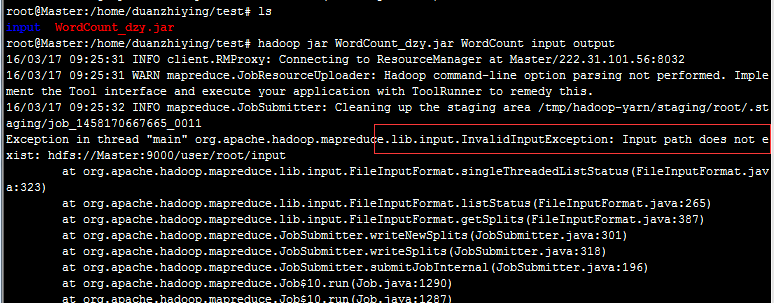 root@Master:/home/duanzhiying/test# ls
input  WordCount_dzy.jar
root@Master:/home/duanzhiying/test# hadoop jar WordCount_dzy.jar WordCount input output
16/03/17 09:25:31 INFO client.RMProxy: Connecting to ResourceManager at Master/222.31.101.56:8032
16/03/17 09:25:31 WARN mapreduce.JobResourceUploader: Hadoop command-line option parsing not performed. Imple
ment the Tool interface and execute your application with ToolRunner to remedy this.
16/03/17 09:25:32 INFO mapreduce.JobSubmitter: Cleaning up the staging area /tmp/hadoop-yarn/staging/root/.st
aging/job_1458170667665_0011
Exception in thread "main" org.apache.hadoop.mapreduce.lib.input.InvalidInputException: Input path does not e
xist: hdfs://Master:9000/user/root/input
at org.apache.hadoop.mapreduce.lib.input.FileInputFormat.singleThreadedListStatus(FileInputFormat.jav
a:323)
at org.apache.hadoop.mapreduce.lib.input.FileInputFormat.listStatus(FileInputFormat.java:265)
at org.apache.hadoop.mapreduce.lib.input.FileInputFormat.getSplits(FileInputFormat.java:387)
at org.apache.hadoop.mapreduce.JobSubmitter.writeNewSplits(JobSubmitter.java:301)
at org.apache.hadoop.mapreduce.JobSubmitter.writeSplits(JobSubmitter.java:318)
at org.apache.hadoop.mapreduce.JobSubmitter.submitJobInternal(JobSubmitter.java:196)
at org.apache.hadoop.mapreduce.Job$10.run(Job.java:1290)
at org.apache.hadoop.mapreduce.Job$10.run(Job.java:1287)